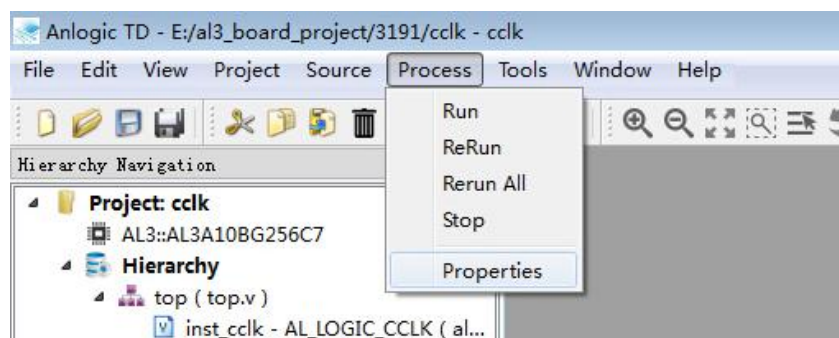 Anlogic TD - E:/al3_board_project/3191/cclk - cclk
File Edit View Project Source Process Tools Window Help
Run
ReRun
Rerun All
Stop
Properties
Hierarchy Navigation
Project: cclk
AL3::AL3A10BG256C7
Hierarchy
top ( top.v )
inst_cclk - AL_LOGIC_CCLK ( al...